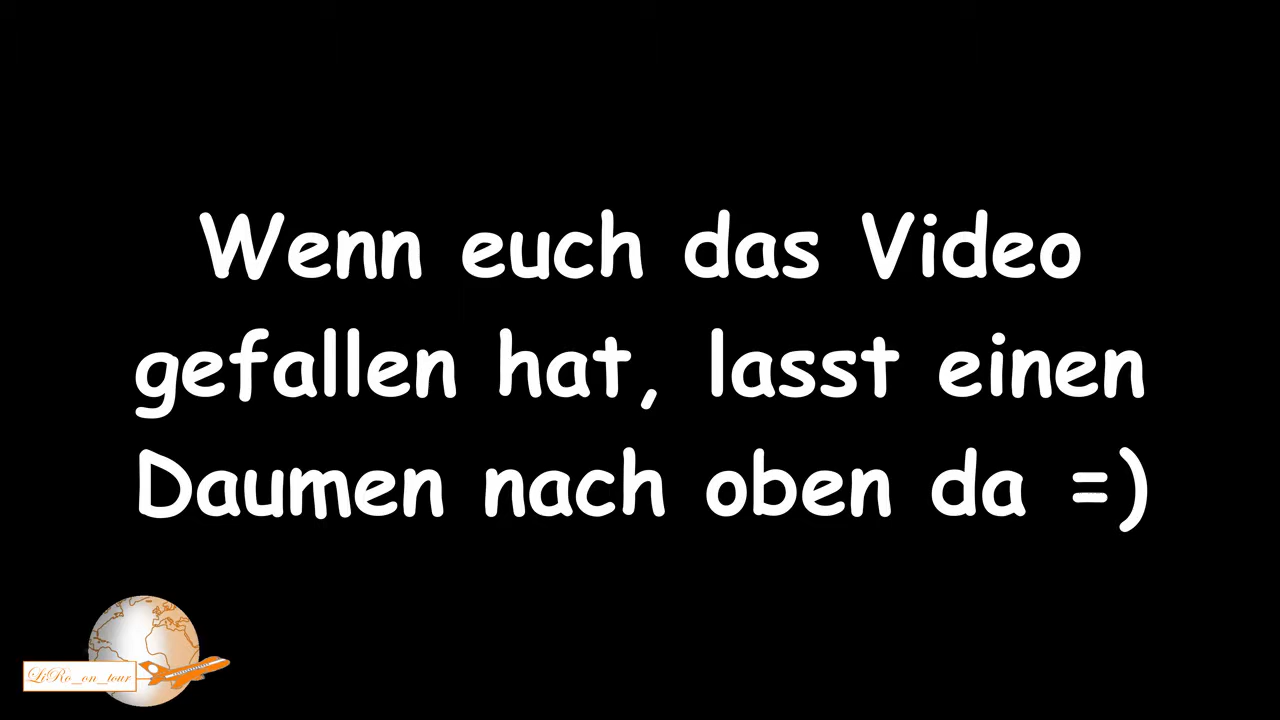 Wenn euch das Video
gefallen hat, lasst einen
Daumen nach oben da =)
LiRo_on_tour